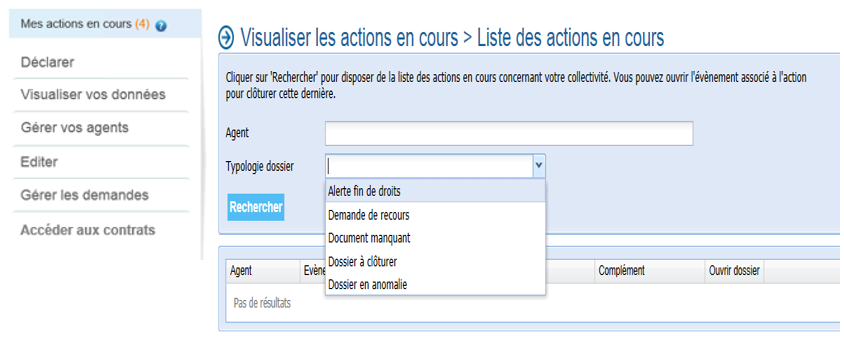 Mes actions en cours (4) ?
Déclarer
Visualiser vos données
Gérer vos agents
Editer
Gérer les demandes
Accéder aux contrats
Visualiser les actions en cours > Liste des actions en cours
Cliquer sur 'Rechercher' pour disposer de la liste des actions en cours concernant votre collectivité. Vous pouvez ouvrir l'évènement associé à l'action
pour clôturer cette dernière.
Agent
Typologie dossier
Alerte fin de droits
Rechercher
Demande de recours
Document manquant
Dossier à clôturer
Dossier en anomalie
Agent Evène Complément Ouvrir dossier
Pas de résultats